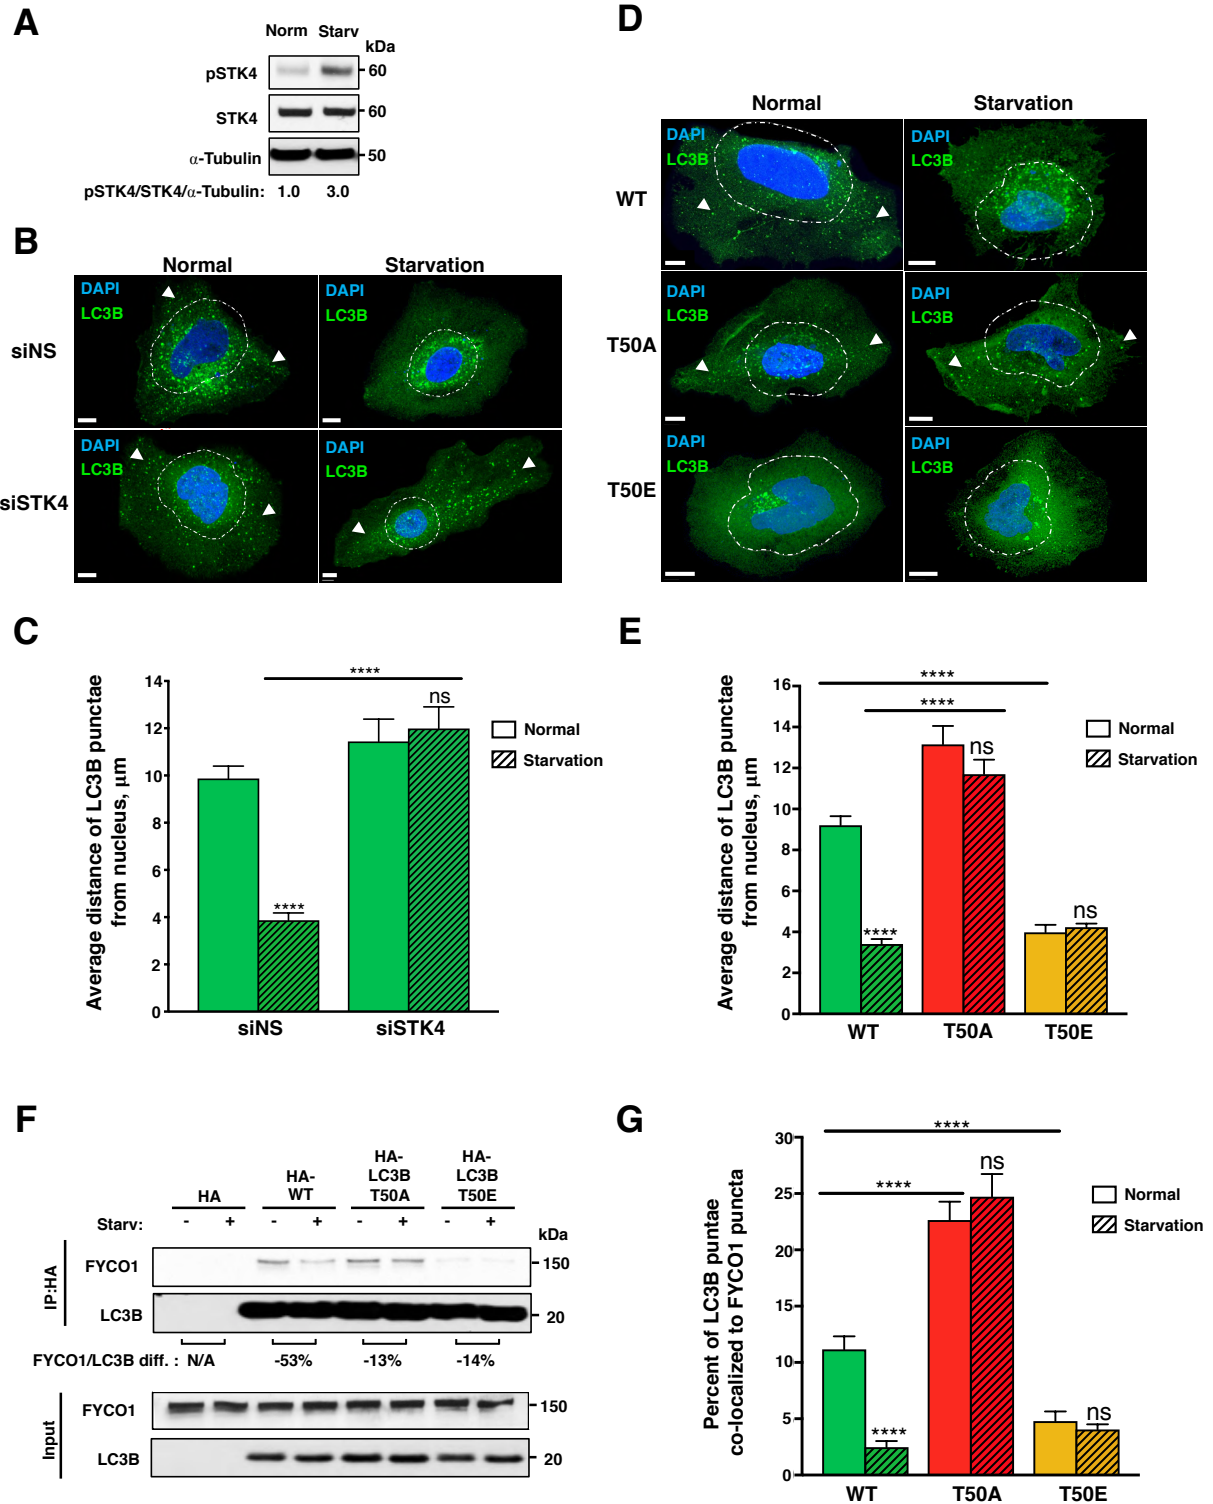 A
Norm Starv
kDa
pSTK4
60
STK4
60
α-Tubulin
50
pSTK4/STK4/α-Tubulin: 1.0 3.0
B
Normal Starvation
siNS
DAPI
LC3B
DAPI
LC3B
siSTK4
DAPI
LC3B
DAPI
LC3B
C
Average distance of LC3B punctae
from nucleus, μm
14
12
10
8
6
4
2
0
****
ns
****
Normal
Starvation
siNS siSTK4
D
Normal Starvation
WT
DAPI
LC3B
DAPI
LC3B
T50A
DAPI
LC3B
DAPI
LC3B
T50E
DAPI
LC3B
DAPI
LC3B
E
Average distance of LC3B punctae
from nucleus, μm
16
14
12
10
8
6
4
2
0
****
****
ns
****
ns
Normal
Starvation
WT T50A T50E
F
HA
HA-
WT
HA-
LC3B
T50A
HA-
LC3B
T50E
Starv: - + - + - + - +
kDa
IP:HA
FYCO1
150
LC3B
20
FYCO1/LC3B diff. : N/A -53% -13% -14%
Input
FYCO1
150
LC3B
20
G
Percent of LC3B puntae
co-localized to FYCO1 puncta
30
25
20
15
10
5
0
****
****
ns
****
ns
Normal
Starvation
WT T50A T50E